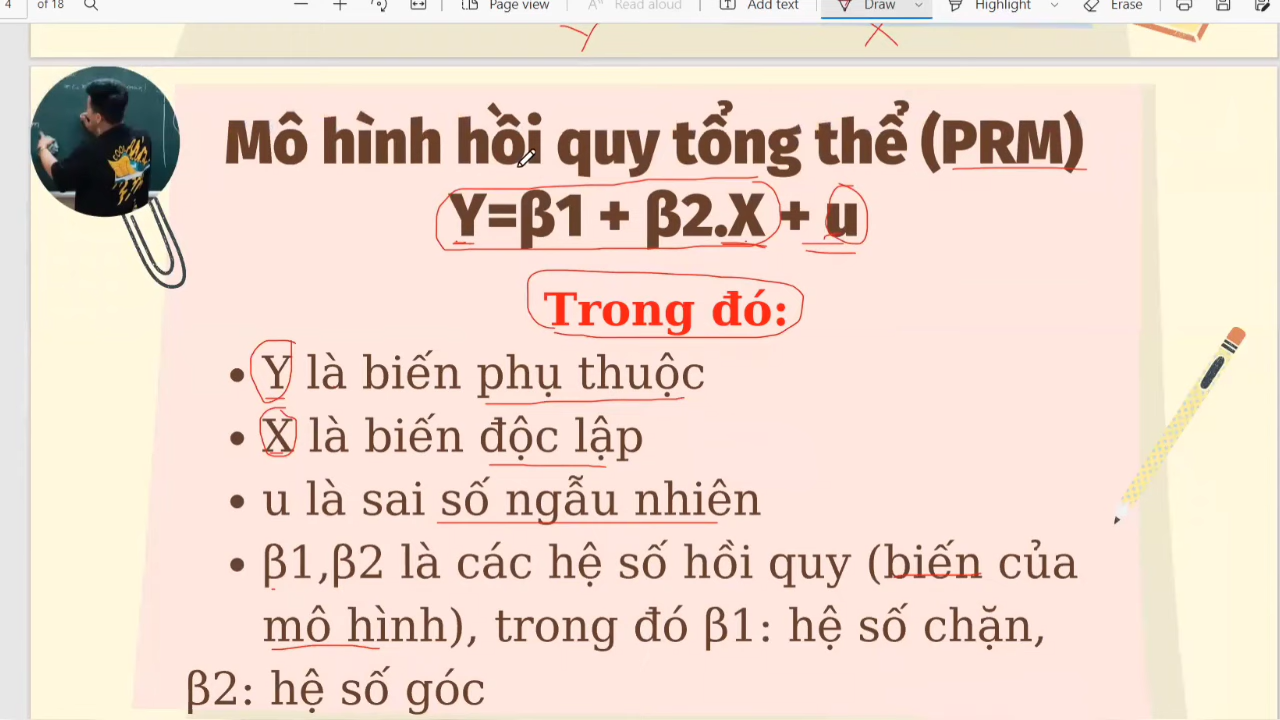 4 of 18 Page view Read aloud Add text Draw Highlight Erase
Y X
Mô hình hồi quy tổng thể (PRM)
Y=β1 + β2.X + u
Trong đó:
• Y là biến phụ thuộc
• X là biến độc lập
• u là sai số ngẫu nhiên
• β1,β2 là các hệ số hồi quy (biến của
mô hình), trong đó β1: hệ số chặn,
β2: hệ số góc